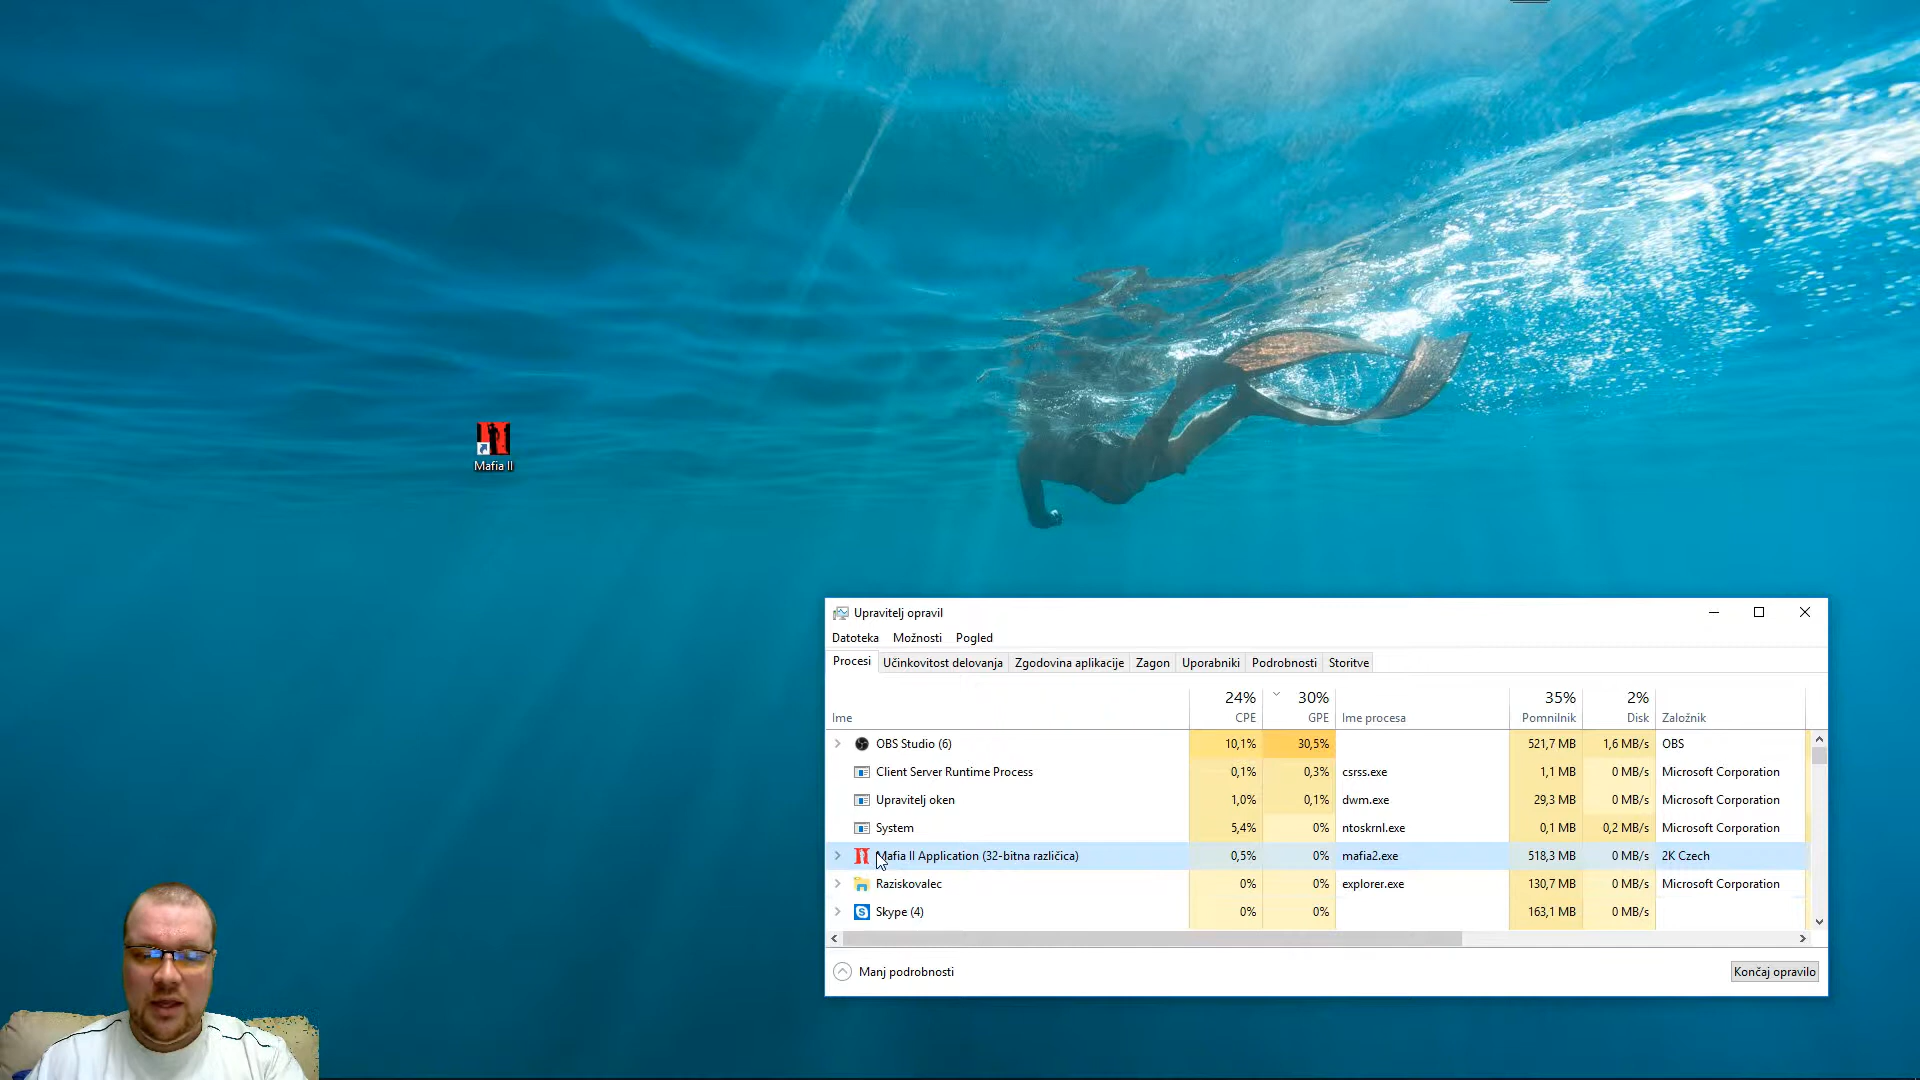 Mafia II
Upravitelj opravil
Datoteka Možnosti Pogled
Procesi Učinkovitost delovanja Zgodovina aplikacije Zagon Uporabniki Podrobnosti Storitve
24% 30% 35% 2%
Ime CPE GPE Ime procesa Pomnilnik Disk Založnik
OBS Studio (6) 10,1% 30,5% 521,7 MB 1,6 MB/s OBS
Client Server Runtime Process 0,1% 0,3% csrss.exe 1,1 MB 0 MB/s Microsoft Corporation
Upravitelj oken 1,0% 0,1% dwm.exe 29,3 MB 0 MB/s Microsoft Corporation
System 5,4% 0% ntoskrnl.exe 0,1 MB 0,2 MB/s Microsoft Corporation
Mafia II Application (32-bitna različica) 0,5% 0% mafia2.exe 518,3 MB 0 MB/s 2K Czech
Raziskovalec 0% 0% explorer.exe 130,7 MB 0 MB/s Microsoft Corporation
Skype (4) 0% 0% 163,1 MB 0 MB/s
Manj podrobnosti Končaj opravilo